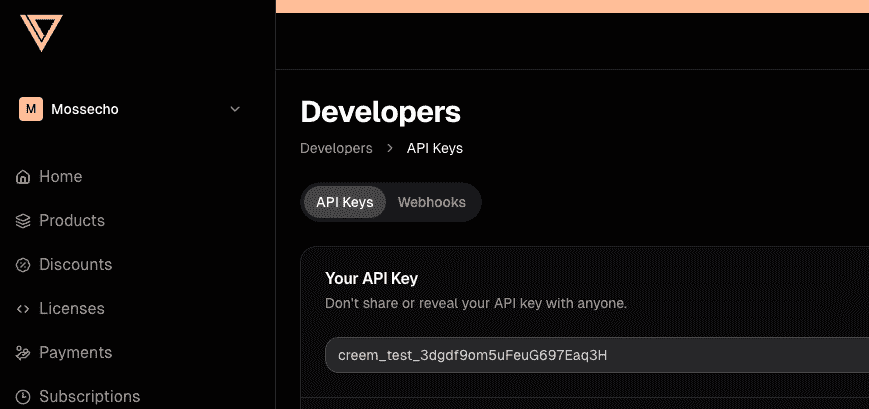 M Mossecho
Home
Products
Discounts
Licenses
Payments
Subscriptions
Developers
Developers > API Keys
API Keys Webhooks
Your API Key
Don't share or reveal your API key with anyone.
creem_test_3dgdf9om5uFeuG697Eaq3H